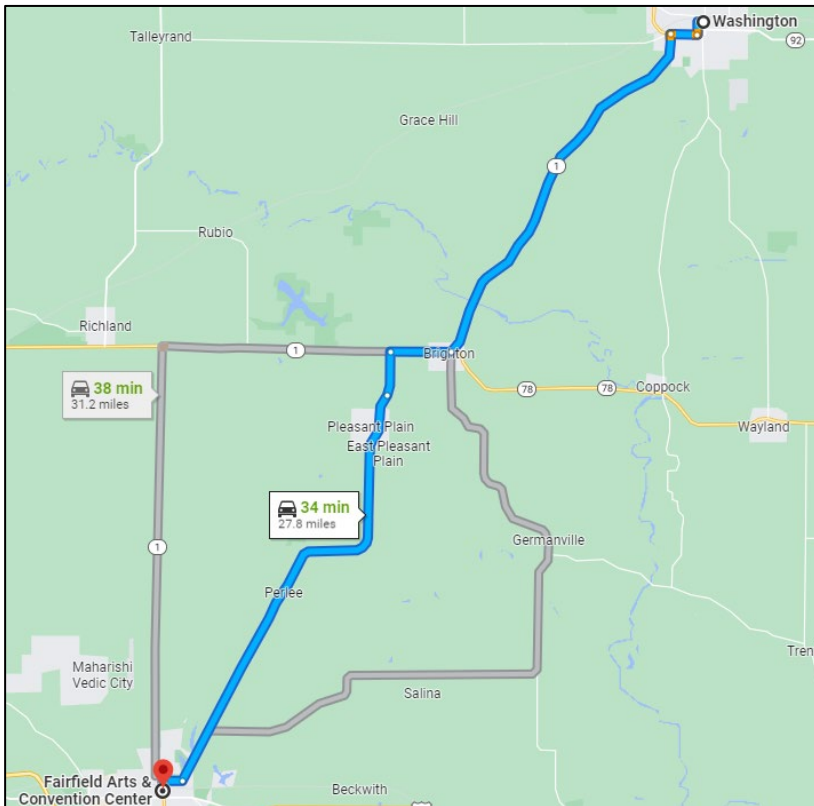 Washington
92
Talleyrand
Grace Hill
1
Rubio
Richland
1
Brighton
38 min
31.2 miles
78
78
Coppock
Pleasant Plain
East Pleasant
Plain
Wayland
34 min
27.8 miles
1
Germanville
Perlee
Maharishi
Vedic City
Tren
Salina
Fairfield Arts &
Convention Center
Beckwith